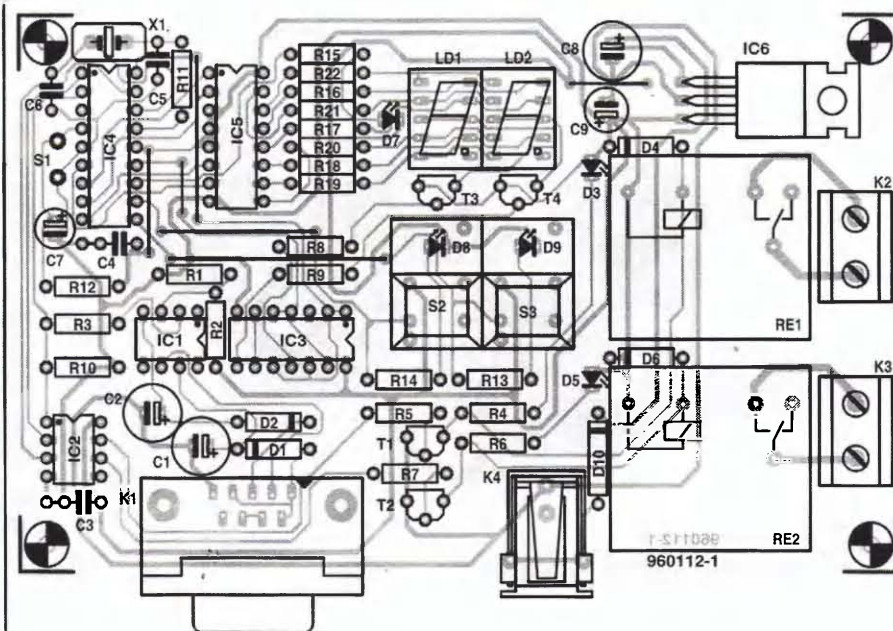 X1
C8
R15
LD1
LD2
IC6
R22
C6
C5
R11
R16
IC5
IC4
R21
C9
D7
R17
S1
R20
D4
R18
D3
K2
R19
T3
T4
C7
C4
R8
D8
D9
R1
R9
R12
S2
S3
R3
IC1
R2
IC3
RE1
D6
R10
K3
R14
R13
D5
C2
R5
R4
D2
T1
R6
IC2
C1
D1
R7
K4
D10
K1
C3
T2
960112-1
RE2
960112-1